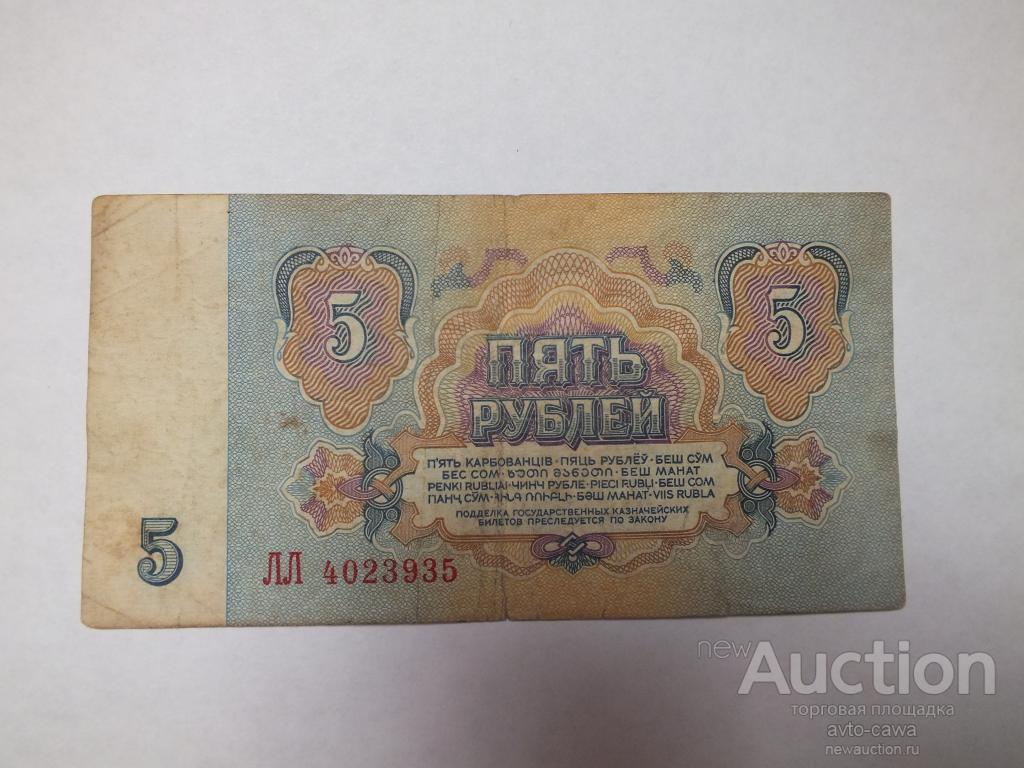 5 5
ПЯТЬ
РУБЛЕЙ
П'ЯТЬ КАРБОВАНЦІВ · ПЯЦЬ РУБЛЁЎ · БЕШ СЎМ
БЕС СОМ · ხუთი მანეთი · БЕШ МАНАТ
PENKI RUBLIAI · ЧИНЧ РУБЛЕ · PIECI RUBĻI · БЕШ СОМ
ПАНҶ СЎМ · ՀԻՆԳ ՌՈՒԲԼԻ · БӘШ МАНАТ · VIIS RUBLA
ПОДДЕЛКА ГОСУДАРСТВЕННЫХ КАЗНАЧЕЙСКИХ
БИЛЕТОВ ПРЕСЛЕДУЕТСЯ ПО ЗАКОНУ
5
ЛЛ 4023935
newAuction
торговая площадка
avto-cawa
newauction.ru